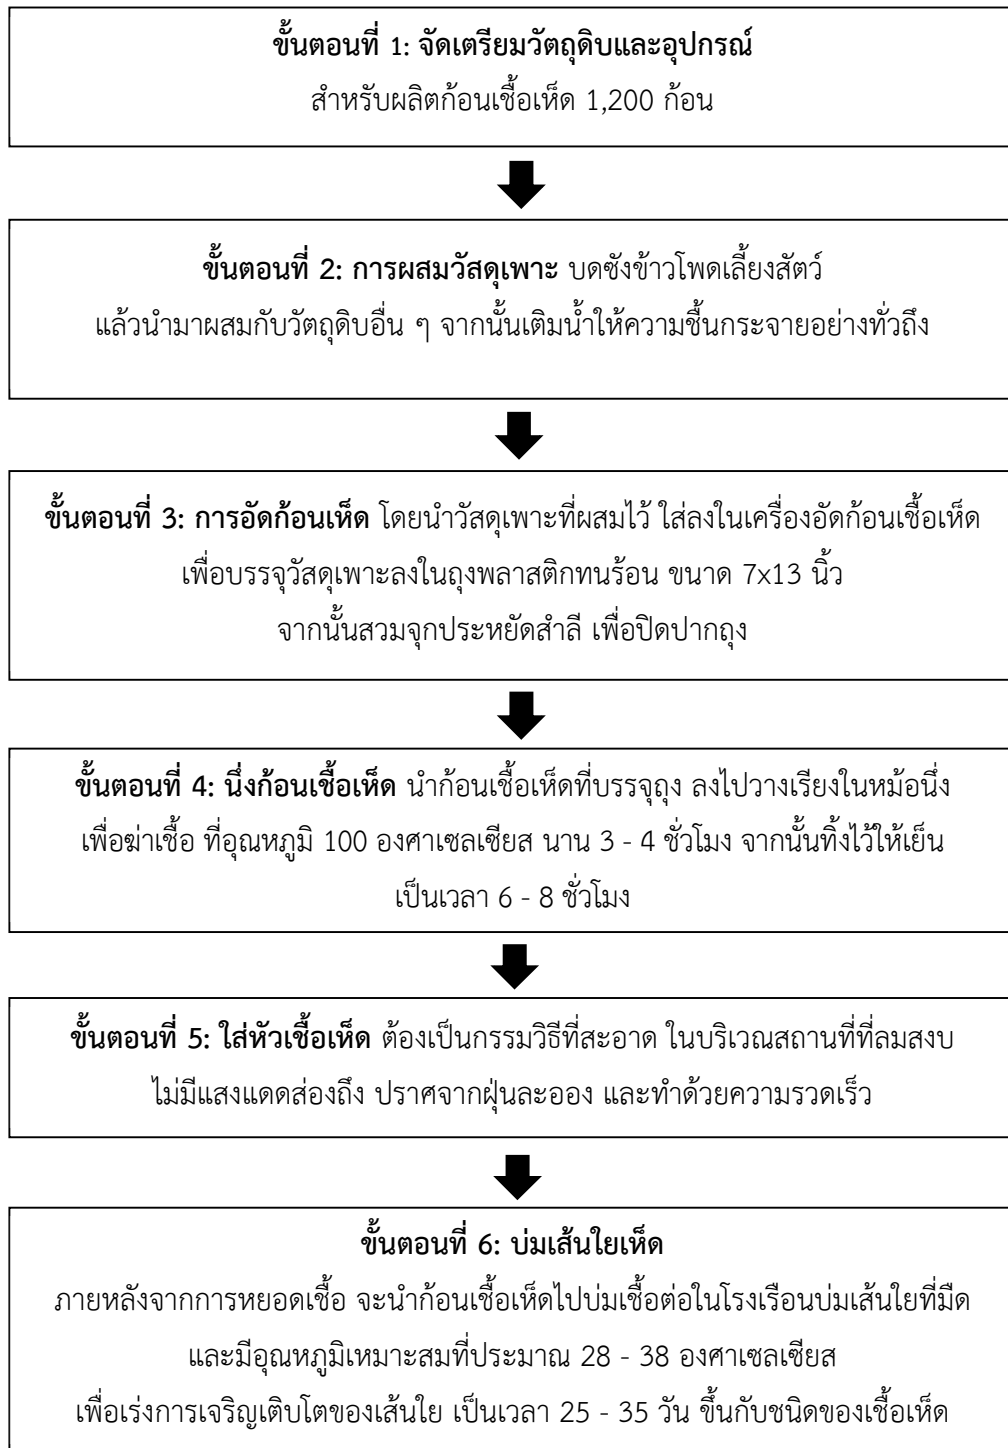 ขั้นตอนที่ 1: จัดเตรียมวัตถุดิบและอุปกรณ์
สำหรับผลิตก้อนเชื้อเห็ด 1,200 ก้อน
ขั้นตอนที่ 2: การผสมวัสดุเพาะ บดซังข้าวโพดเลี้ยงสัตว์
แล้วนำมาผสมกับวัตถุดิบอื่น ๆ จากนั้นเติมน้ำให้ความชื้นกระจายอย่างทั่วถึง
ขั้นตอนที่ 3: การอัดก้อนเห็ด โดยนำวัสดุเพาะที่ผสมไว้ ใส่ลงในเครื่องอัดก้อนเชื้อเห็ด
เพื่อบรรจุวัสดุเพาะลงในถุงพลาสติกทนร้อน ขนาด 7x13 นิ้ว
จากนั้นสวมจุกประหยัดสำลี เพื่อปิดปากถุง
ขั้นตอนที่ 4: นึ่งก้อนเชื้อเห็ด นำก้อนเชื้อเห็ดที่บรรจุถุง ลงไปวางเรียงในหม้อนึ่ง
เพื่อฆ่าเชื้อ ที่อุณหภูมิ 100 องศาเซลเซียส นาน 3 - 4 ชั่วโมง จากนั้นทิ้งไว้ให้เย็น
เป็นเวลา 6 - 8 ชั่วโมง
ขั้นตอนที่ 5: ใส่หัวเชื้อเห็ด ต้องเป็นกรรมวิธีที่สะอาด ในบริเวณสถานที่ที่ลมสงบ
ไม่มีแสงแดดส่องถึง ปราศจากฝุ่นละออง และทำด้วยความรวดเร็ว
ขั้นตอนที่ 6: บ่มเส้นใยเห็ด
ภายหลังจากการหยอดเชื้อ จะนำก้อนเชื้อเห็ดไปบ่มเชื้อต่อในโรงเรือนบ่มเส้นใยที่มืด
และมีอุณหภูมิเหมาะสมที่ประมาณ 28 - 38 องศาเซลเซียส
เพื่อเร่งการเจริญเติบโตของเส้นใย เป็นเวลา 25 - 35 วัน ขึ้นกับชนิดของเชื้อเห็ด